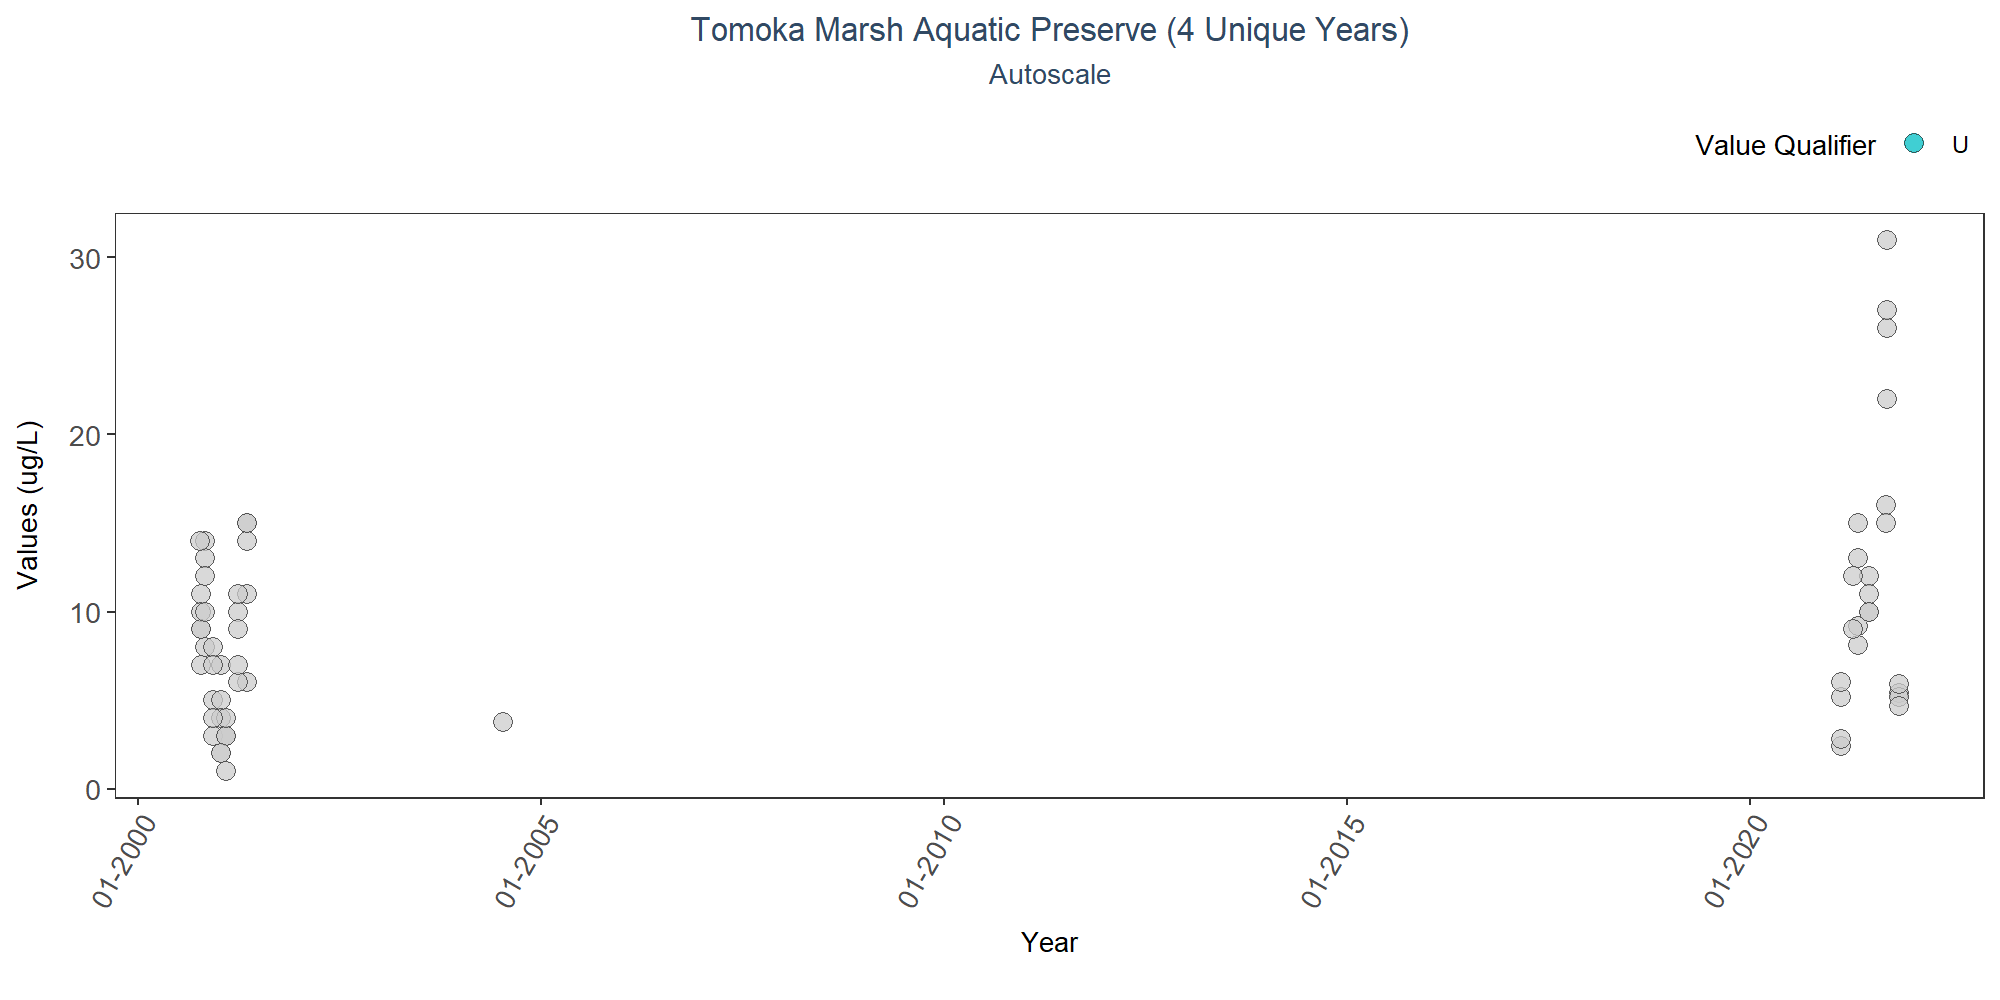 Tomoka Marsh Aquatic Preserve (4 Unique Years)
Autoscale
Value Qualifier U
Values (ug/L)
30
20
10
0
01-2000
01-2005
01-2010
01-2015
01-2020
Year